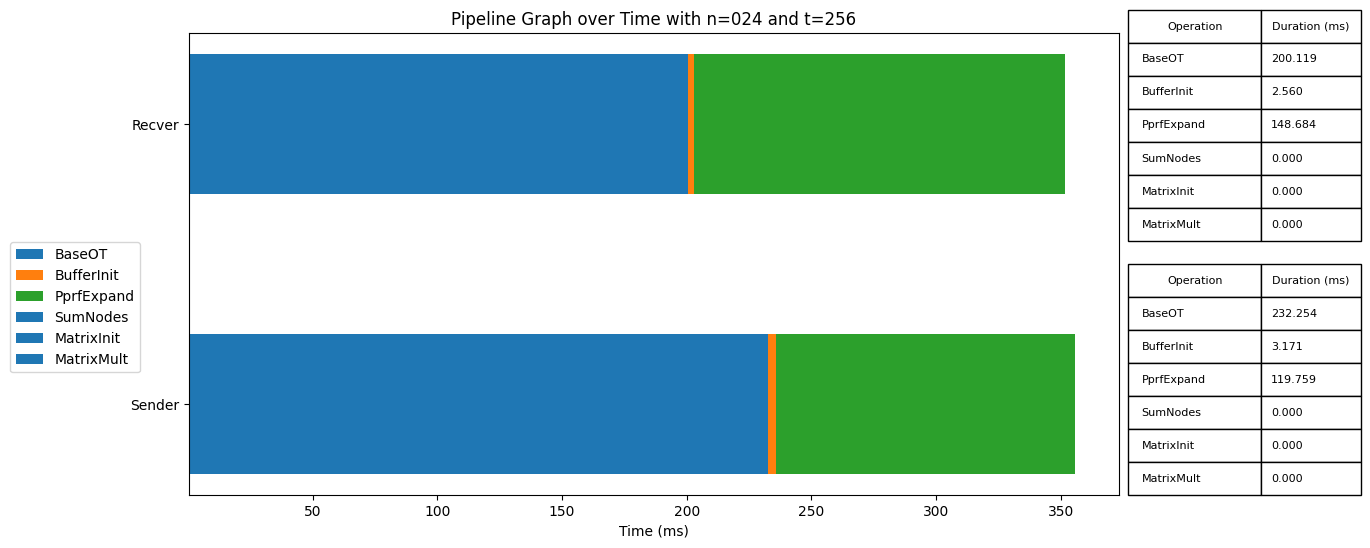 Pipeline Graph over Time with n=024 and t=256
Recver
Sender
BaseOT
BufferInit
PprfExpand
SumNodes
MatrixInit
MatrixMult
50 100 150 200 250 300 350
Time (ms)
Operation Duration (ms)
BaseOT 200.119
BufferInit 2.560
PprfExpand 148.684
SumNodes 0.000
MatrixInit 0.000
MatrixMult 0.000
Operation Duration (ms)
BaseOT 232.254
BufferInit 3.171
PprfExpand 119.759
SumNodes 0.000
MatrixInit 0.000
MatrixMult 0.000